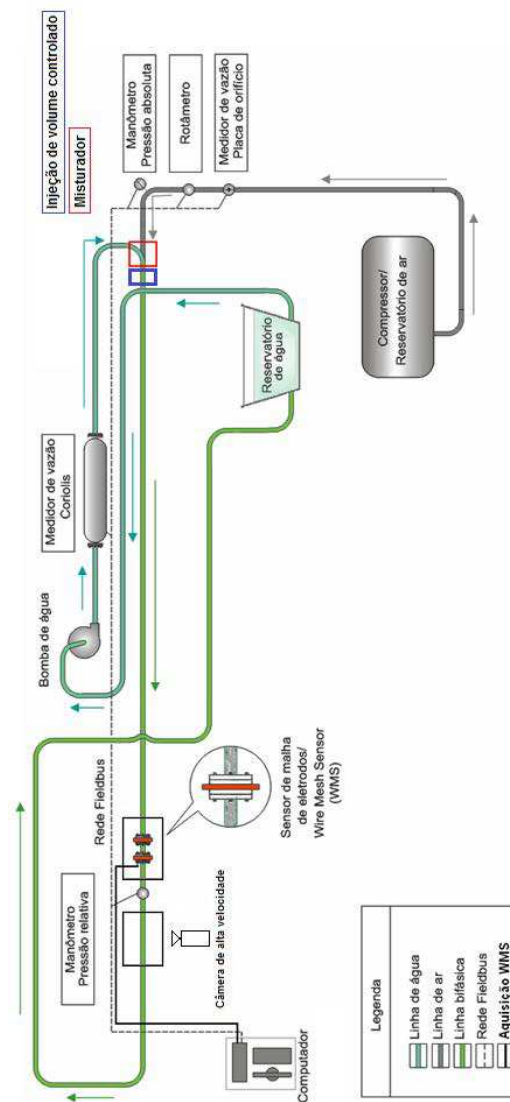 Injeção de volume controlado
Misturador
Manômetro
Pressão absoluta
Rotâmetro
Medidor de vazão
Placa de orifício
Medidor de vazão
Coriolis
Bomba de água
Reservatório
de água
Compressor/
Reservatório de ar
Rede Fieldbus
Sensor de malha
de eletrodos/
Wire Mesh Sensor
(WMS)
Manômetro
Pressão relativa
Câmera de alta velocidade
Computador
Legenda
Linha de água
Linha de ar
Linha bifásica
Rede Fieldbus
Aquisição WMS